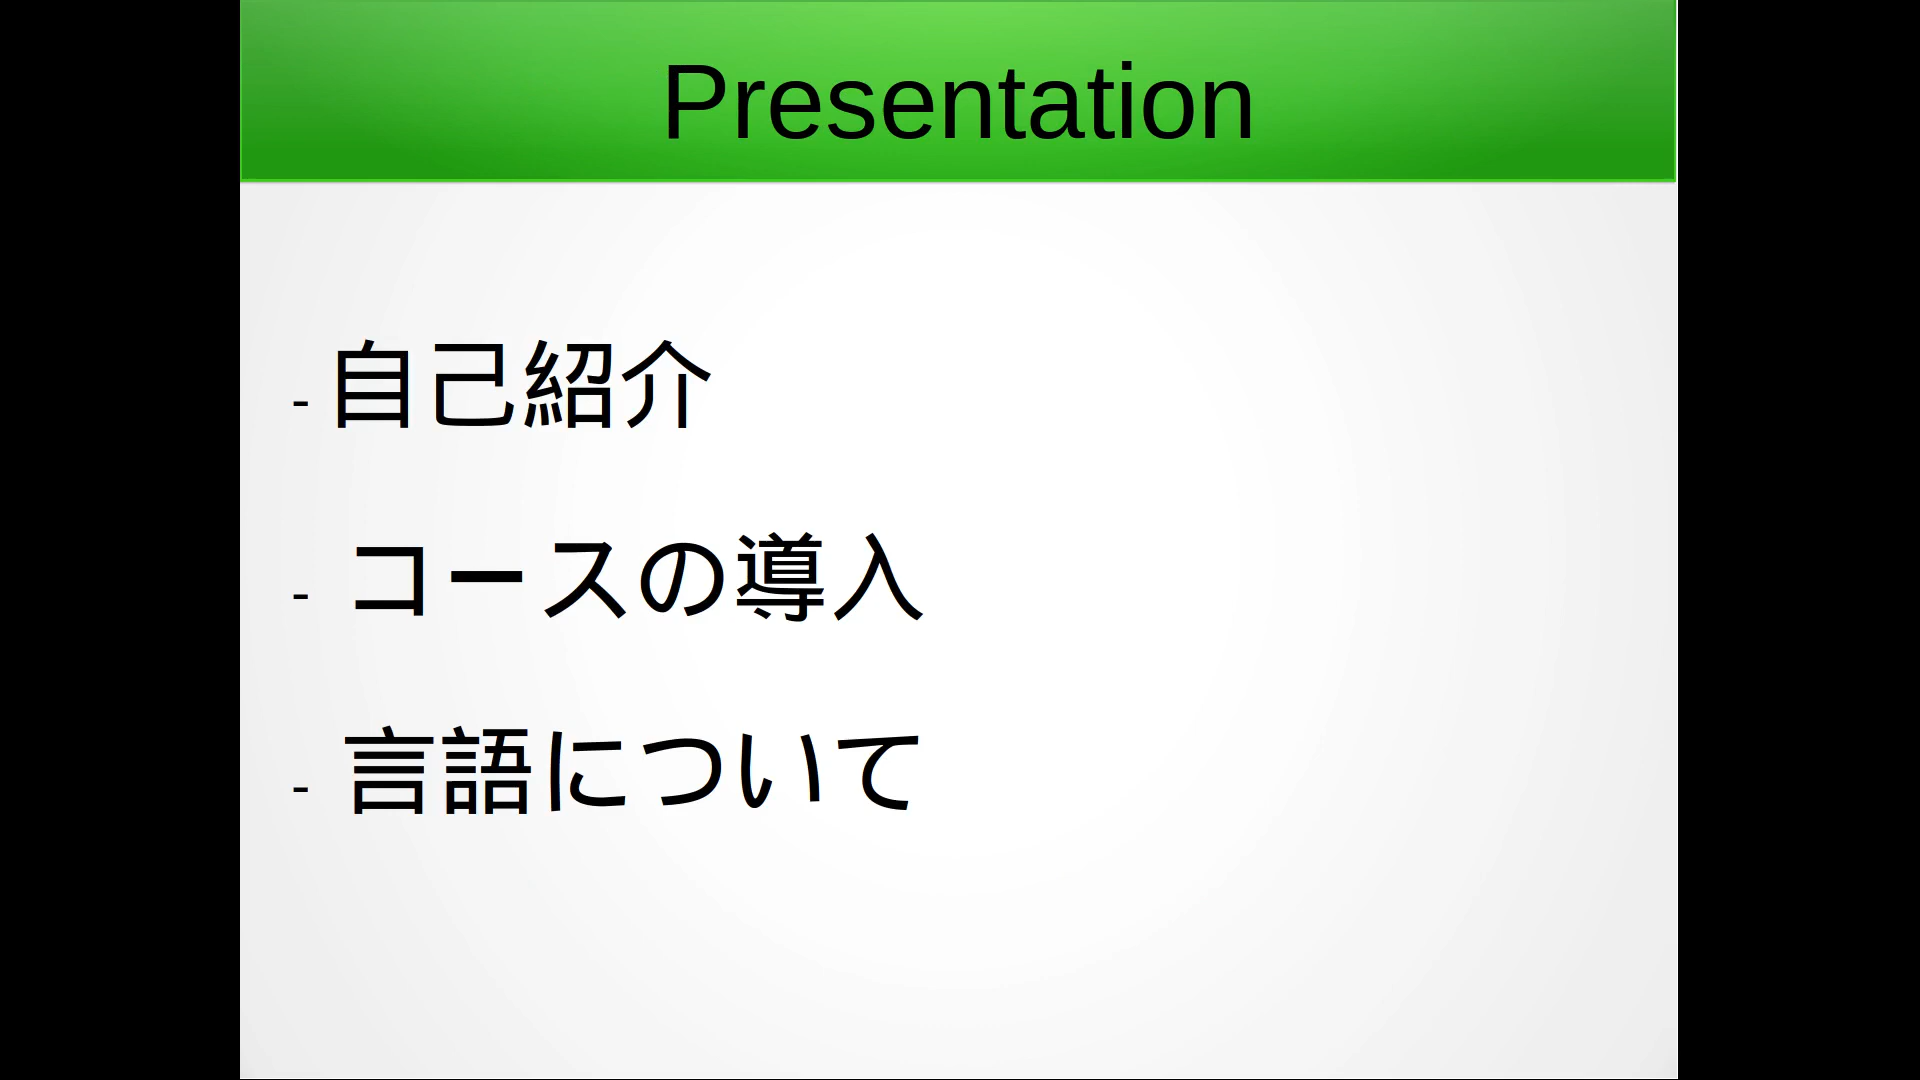 Presentation
- 自己紹介
- コースの導入
- 言語について